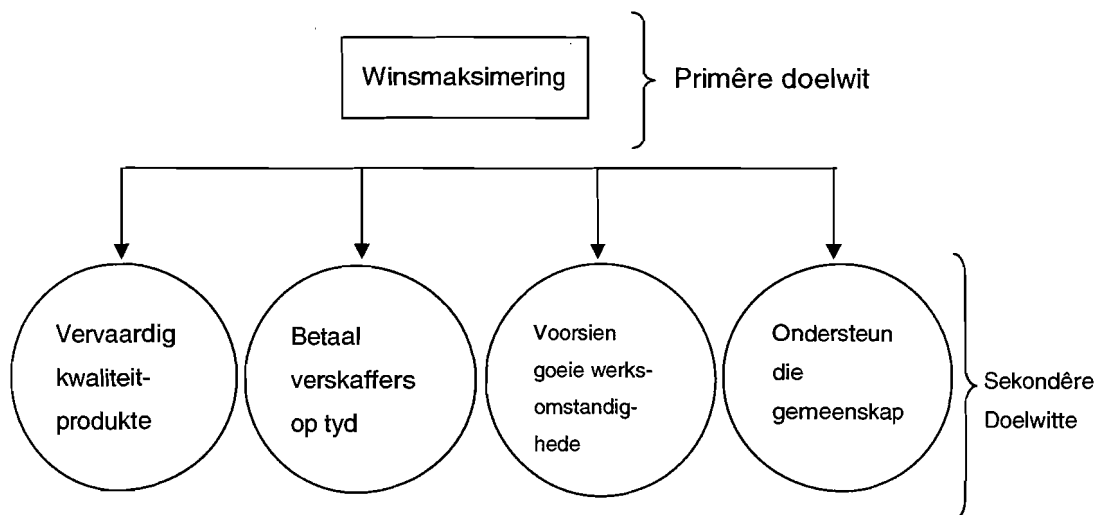 Winsmaksimering
Primêre doelwit
Vervaardig
kwaliteit-
produkte
Betaal
verskaffers
op tyd
Voorsien
goeie werks-
omstandig-
hede
Ondersteun
die
gemeenskap
Sekondêre
Doelwitte